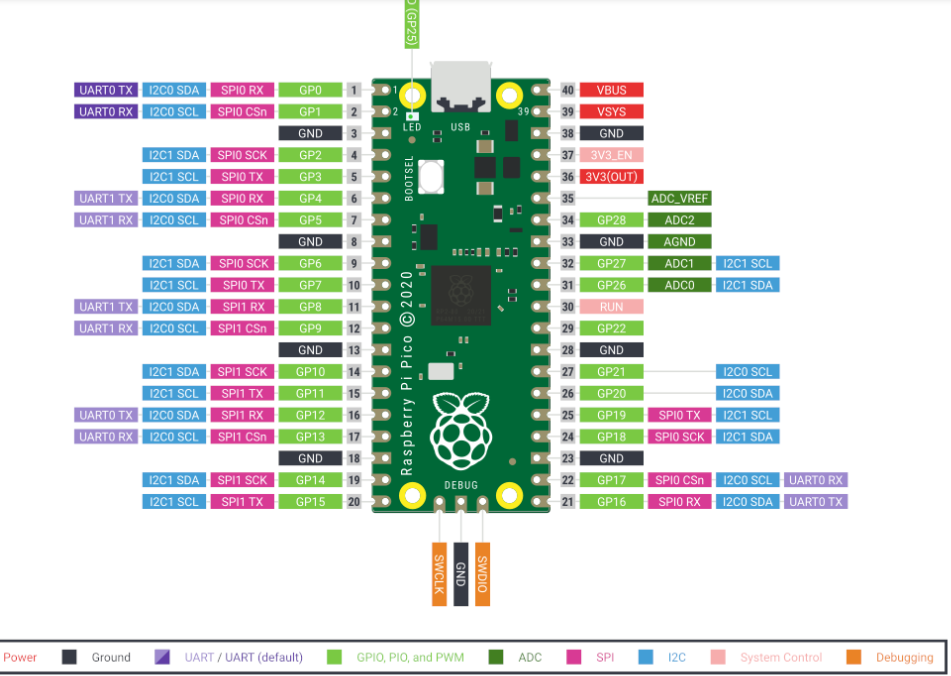 (GP25)
UART0 TX I2C0 SDA SPI0 RX GP0 1 1 40 VBUS
UART0 RX I2C0 SCL SPI0 CSn GP1 2 2 39 39 VSYS
LED USB
GND 3 38 GND
I2C1 SDA SPI0 SCK GP2 4 37 3V3_EN
I2C1 SCL SPI0 TX GP3 5 36 3V3(OUT)
BOOTSEL
UART1 TX I2C0 SDA SPI0 RX GP4 6 35 ADC_VREF
UART1 RX I2C0 SCL SPI0 CSn GP5 7 34 GP28 ADC2
GND 8 33 GND AGND
I2C1 SDA SPI0 SCK GP6 9 32 GP27 ADC1 I2C1 SCL
I2C1 SCL SPI0 TX GP7 10 31 GP26 ADC0 I2C1 SDA
UART1 TX I2C0 SDA SPI1 RX GP8 11 30 RUN
UART1 RX I2C0 SCL SPI1 CSn GP9 12 29 GP22
GND 13 28 GND
I2C1 SDA SPI1 SCK GP10 14 27 GP21 I2C0 SCL
I2C1 SCL SPI1 TX GP11 15 26 GP20 I2C0 SDA
UART0 TX I2C0 SDA SPI1 RX GP12 16 25 GP19 SPI0 TX I2C1 SCL
UART0 RX I2C0 SCL SPI1 CSn GP13 17 24 GP18 SPI0 SCK I2C1 SDA
GND 18 23 GND
Raspberry Pi Pico ©2020
I2C1 SDA SPI1 SCK GP14 19 22 GP17 SPI0 CSn I2C0 SCL UART0 RX
DEBUG
I2C1 SCL SPI1 TX GP15 20 21 GP16 SPI0 RX I2C0 SDA UART0 TX
SWCLK GND SWDIO
Power Ground UART / UART (default) GPIO, PIO, and PWM ADC SPI I2C System Control Debugging